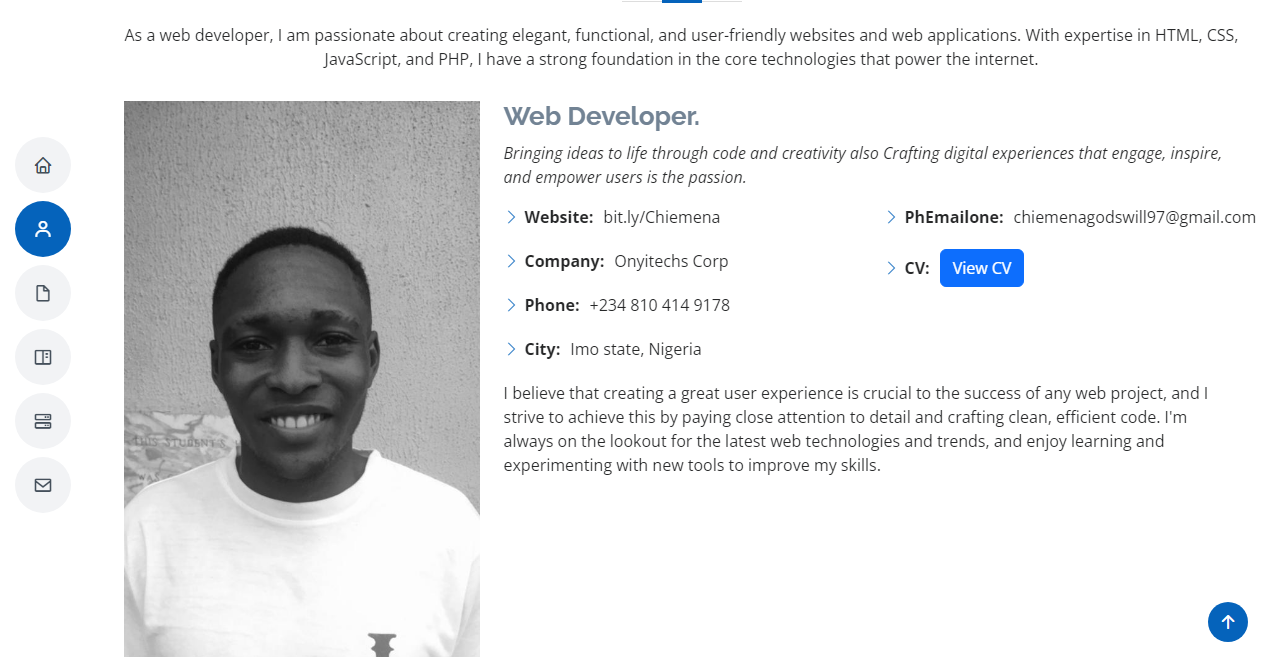 As a web developer, I am passionate about creating elegant, functional, and user-friendly websites and web applications. With expertise in HTML, CSS,
JavaScript, and PHP, I have a strong foundation in the core technologies that power the internet.
Web Developer.
Bringing ideas to life through code and creativity also Crafting digital experiences that engage, inspire,
and empower users is the passion.
Website: bit.ly/Chiemena
Company: Onyitechs Corp
Phone: +234 810 414 9178
City: Imo state, Nigeria
PhEmailone: chiemenagodswill97@gmail.com
CV: View CV
I believe that creating a great user experience is crucial to the success of any web project, and I
strive to achieve this by paying close attention to detail and crafting clean, efficient code. I'm
always on the lookout for the latest web technologies and trends, and enjoy learning and
experimenting with new tools to improve my skills.